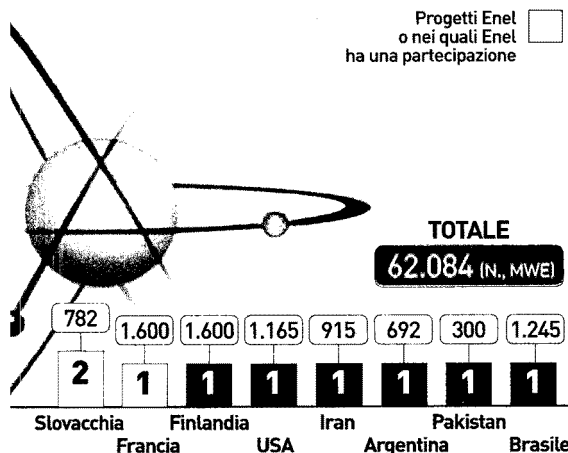 Progetti Enel
o nei quali Enel
ha una partecipazione
TOTALE
62.084 (N., MWE)
782 1.600 1.600 1.165 915 692 300 1.245
2 1 1 1 1 1 1 1
Slovacchia Finlandia Iran Pakistan
Francia USA Argentina Brasile